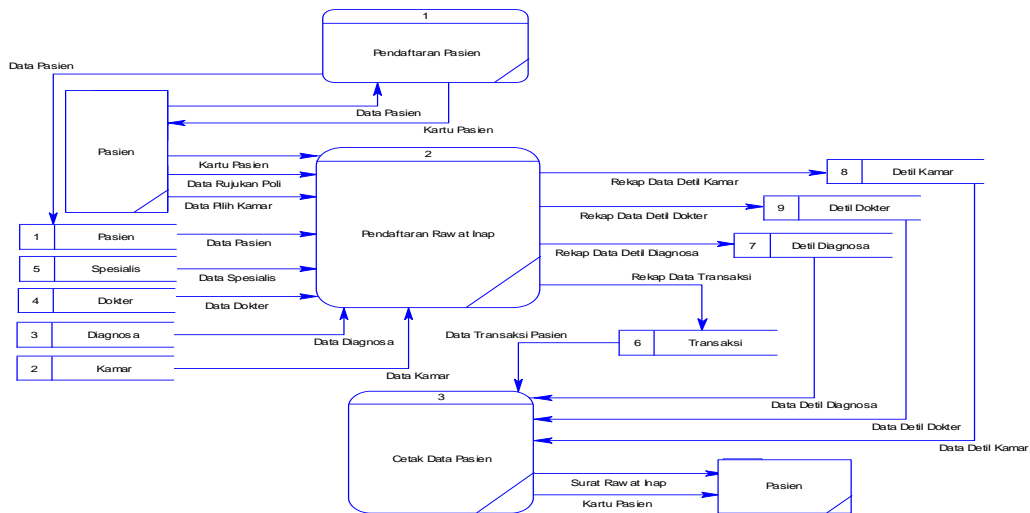 1
Pendaftaran Pasien
Data Pasien
Data Pasien
Kartu Pasien
Pasien
Kartu Pasien
Data Rujukan Poli
Data Pilih Kamar
2
Pendaftaran Rawat Inap
Rekap Data Detil Kamar
8 Detil Kamar
Rekap Data Detil Dokter
9 Detil Dokter
Rekap Data Detil Diagnosa
7 Detil Diagnosa
Rekap Data Transaksi
1 Pasien
Data Pasien
5 Spesialis
Data Spesialis
4 Dokter
Data Dokter
3 Diagnosa
Data Diagnosa
2 Kamar
Data Kamar
Data Transaksi Pasien
6 Transaksi
3
Cetak Data Pasien
Data Detil Diagnosa
Data Detil Dokter
Data Detil Kamar
Surat Rawat Inap
Kartu Pasien
Pasien